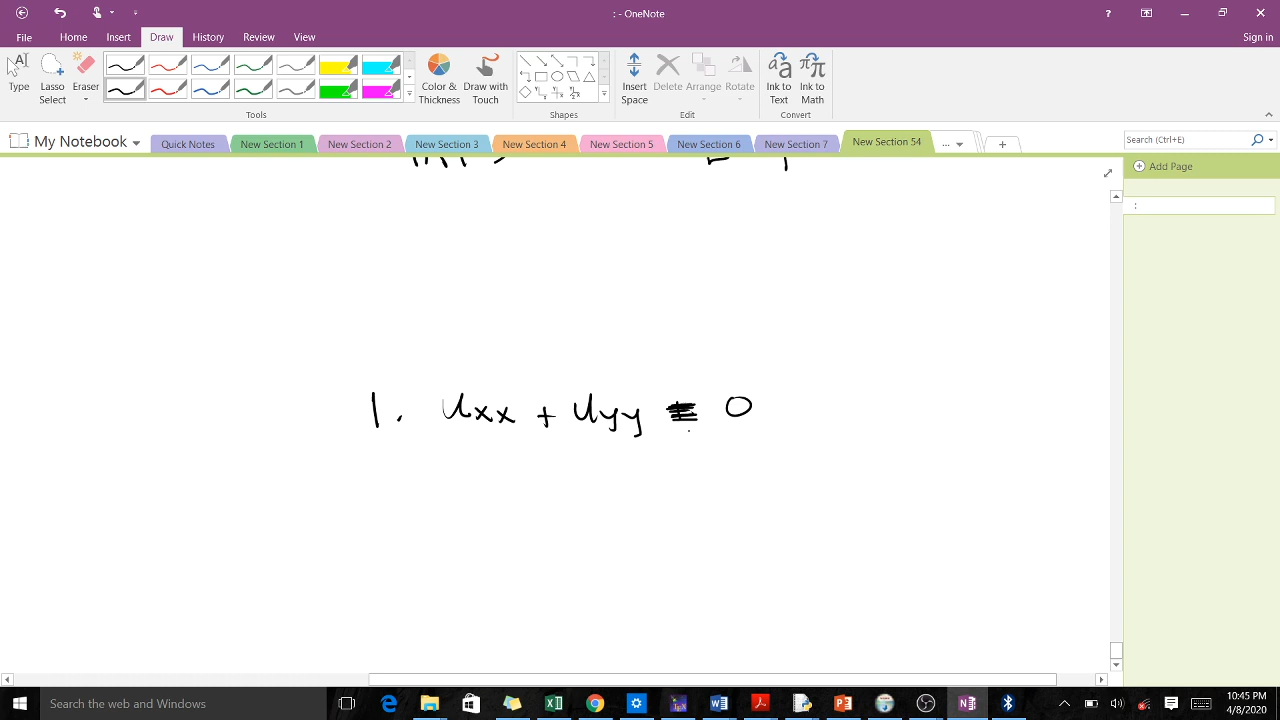 : - OneNote
? 
File Home Insert Draw History Review View Sign in
Type Lasso Select Eraser Color & Thickness Draw with Touch Insert Space Delete Arrange Rotate Ink to Text Ink to Math
Tools Shapes Edit Convert
My Notebook Quick Notes New Section 1 New Section 2 New Section 3 New Section 4 New Section 5 New Section 6 New Section 7 New Section 54 ... Search (Ctrl+E)
Add Page
:
1. Uxx + Uyy = 0
Search the web and Windows
10:45 PM
4/8/2020